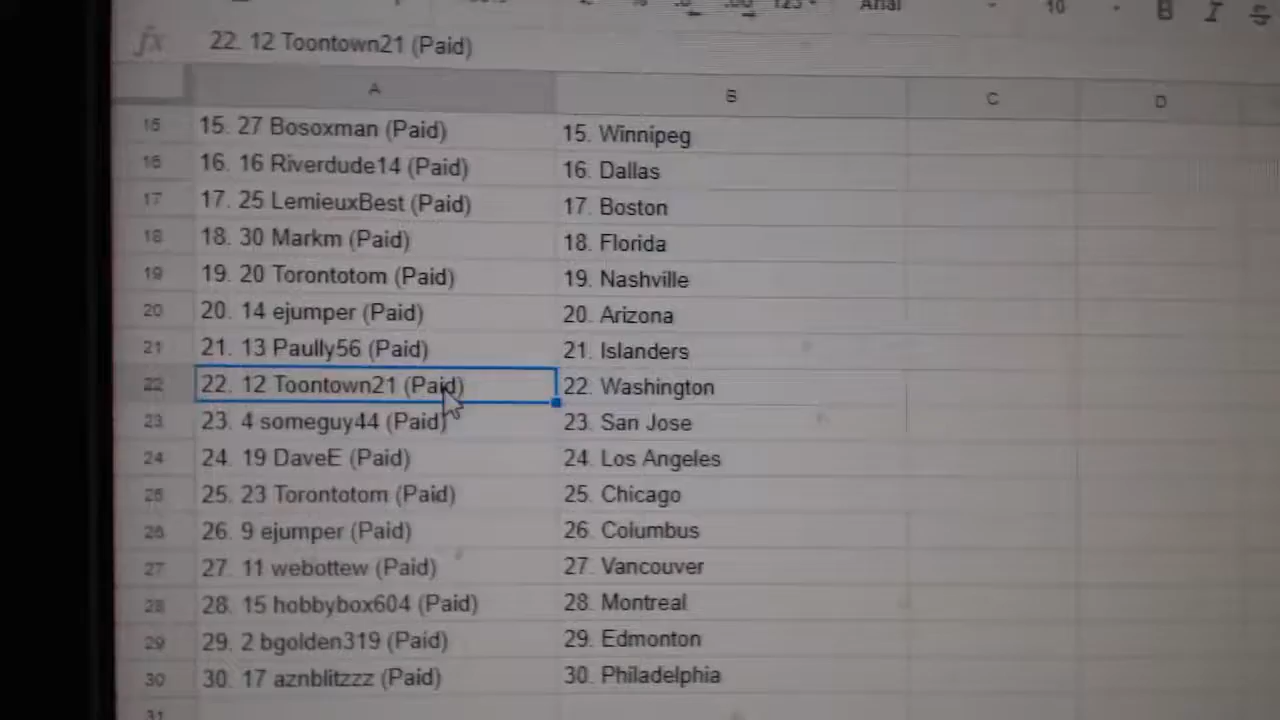 Arial 10 B I S
fx 22. 12 Toontown21 (Paid)
A B C D
15 15. 27 Bosoxman (Paid) 15. Winnipeg
16 16. 16 Riverdude14 (Paid) 16. Dallas
17 17. 25 LemieuxBest (Paid) 17. Boston
18 18. 30 Markm (Paid) 18. Florida
19 19. 20 Torontotom (Paid) 19. Nashville
20 20. 14 ejumper (Paid) 20. Arizona
21 21. 13 Paully56 (Paid) 21. Islanders
22 22. 12 Toontown21 (Paid) 22. Washington
23 23. 4 someguy44 (Paid) 23. San Jose
24 24. 19 DaveE (Paid) 24. Los Angeles
25 25. 23 Torontotom (Paid) 25. Chicago
26 26. 9 ejumper (Paid) 26. Columbus
27 27. 11 webottew (Paid) 27. Vancouver
28 28. 15 hobbybox604 (Paid) 28. Montreal
29 29. 2 bgolden319 (Paid) 29. Edmonton
30 30. 17 aznblitzzz (Paid) 30. Philadelphia
31